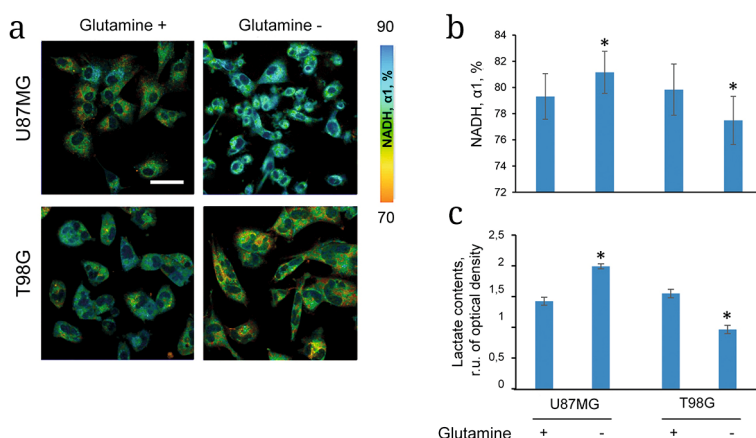 a
Glutamine +
Glutamine -
U87MG
T98G
90
NADH, α1, %
70
b
NADH, α1, %
84
82
80
78
76
74
72
*
*
c
Lactate contents,
r.u. of optical density
2,5
2
1,5
1
0,5
0
*
*
U87MG
T98G
Glutamine
+
-
+
-